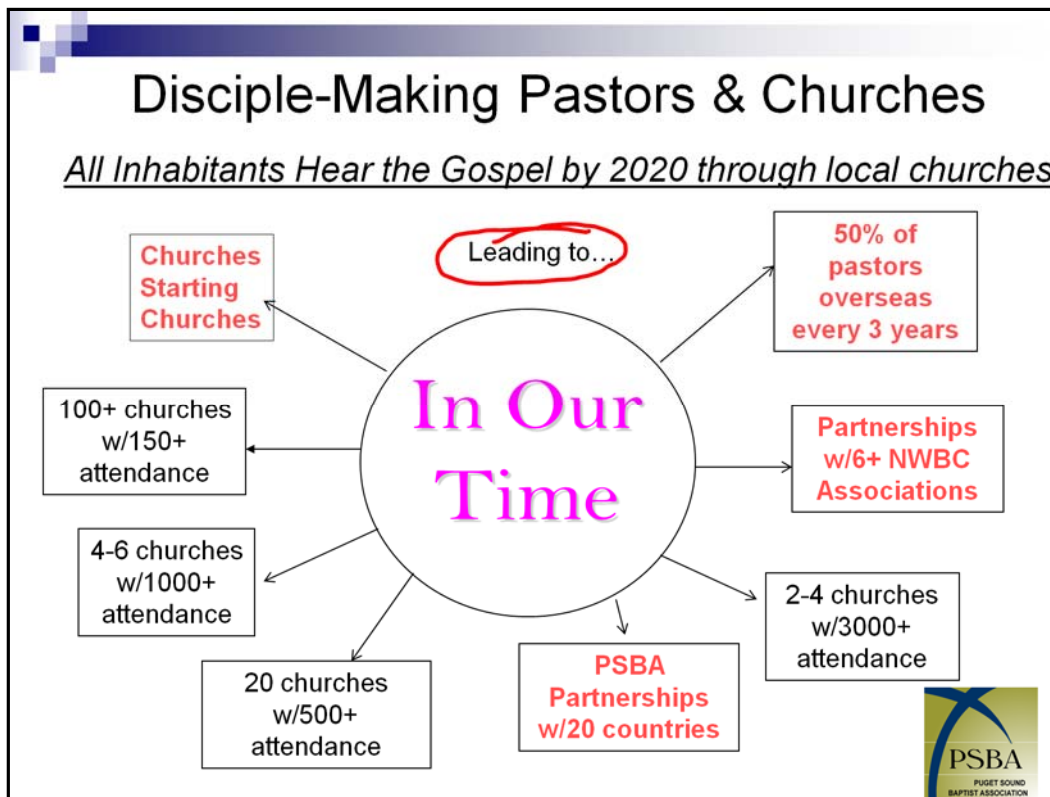 Disciple-Making Pastors & Churches
All Inhabitants Hear the Gospel by 2020 through local churches
Leading to...
Churches
Starting
Churches
50% of
pastors
overseas
every 3 years
In Our
Time
100+ churches
w/150+
attendance
Partnerships
w/6+ NWBC
Associations
4-6 churches
w/1000+
attendance
2-4 churches
w/3000+
attendance
20 churches
w/500+
attendance
PSBA
Partnerships
w/20 countries
PSBA
PUGET SOUND
BAPTIST ASSOCIATION